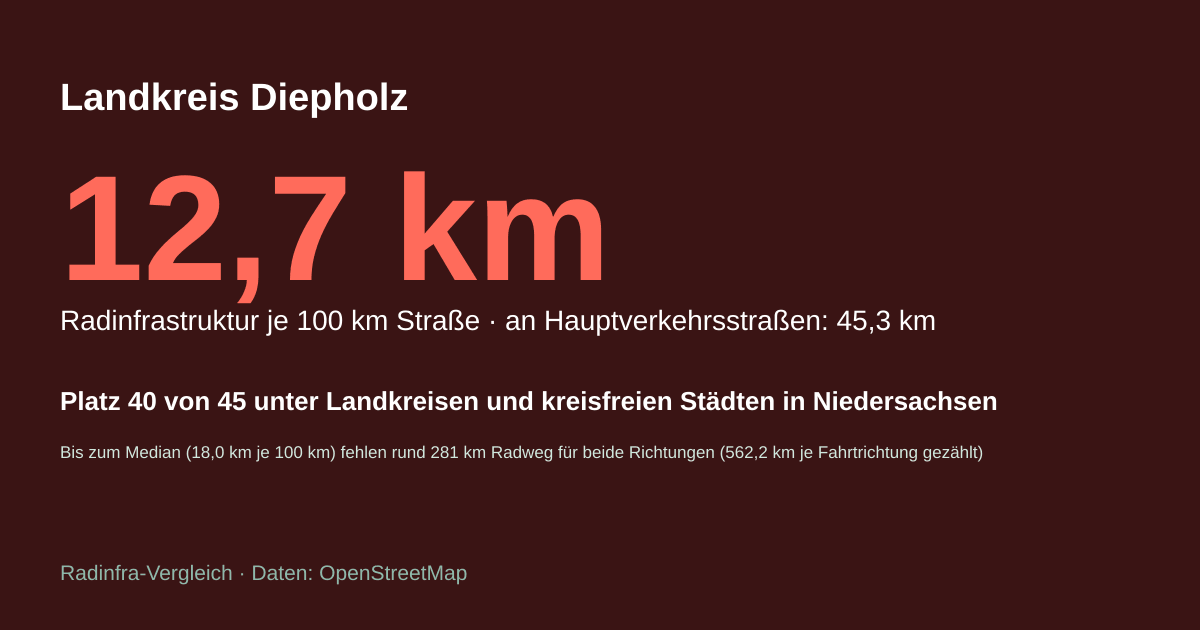 Landkreis Diepholz
12,7 km
Radinfrastruktur je 100 km Straße · an Hauptverkehrsstraßen: 45,3 km
Platz 40 von 45 unter Landkreisen und kreisfreien Städten in Niedersachsen
Bis zum Median (18,0 km je 100 km) fehlen rund 281 km Radweg für beide Richtungen (562,2 km je Fahrtrichtung gezählt)
Radinfra-Vergleich · Daten: OpenStreetMap